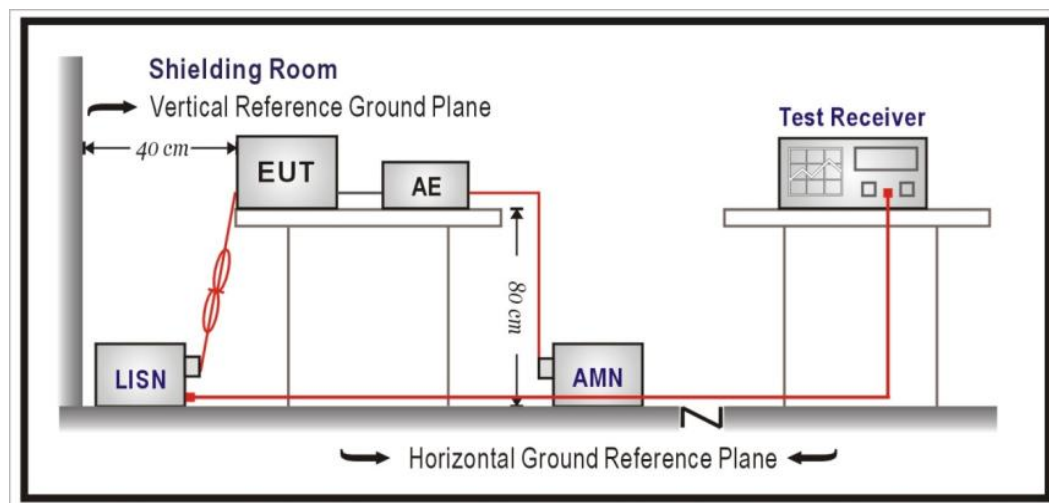 Shielding Room
Vertical Reference Ground Plane
Test Receiver
40 cm
EUT
AE
80 cm
LISN
AMN
Horizontal Ground Reference Plane